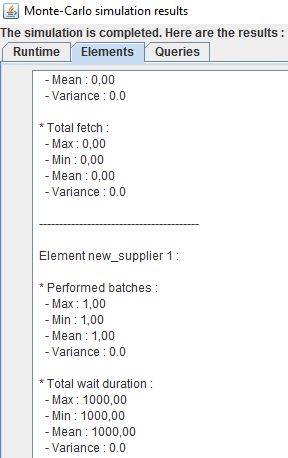 Monte-Carlo simulation results
The simulation is completed. Here are the results :
Runtime Elements Queries
- Mean : 0,00
- Variance : 0.0
* Total fetch :
- Max : 0,00
- Min : 0,00
- Mean : 0,00
- Variance : 0.0
----------------------------------------
Element new_supplier 1 :
* Performed batches :
- Max : 1,00
- Min : 1,00
- Mean : 1,00
- Variance : 0.0
* Total wait duration :
- Max : 1000,00
- Min : 1000,00
- Mean : 1000,00
- Variance : 0.0